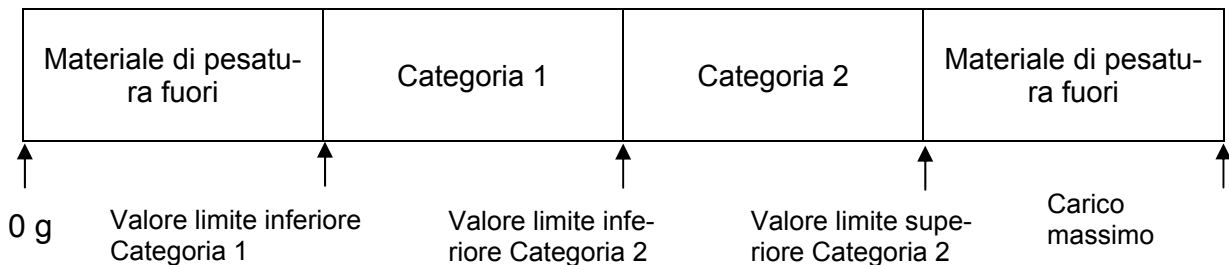 Materiale di pesatu-
ra fuori
Categoria 1
Categoria 2
Materiale di pesatu-
ra fuori
0 g
Valore limite inferiore
Categoria 1
Valore limite infe-
riore Categoria 2
Valore limite supe-
riore Categoria 2
Carico
massimo